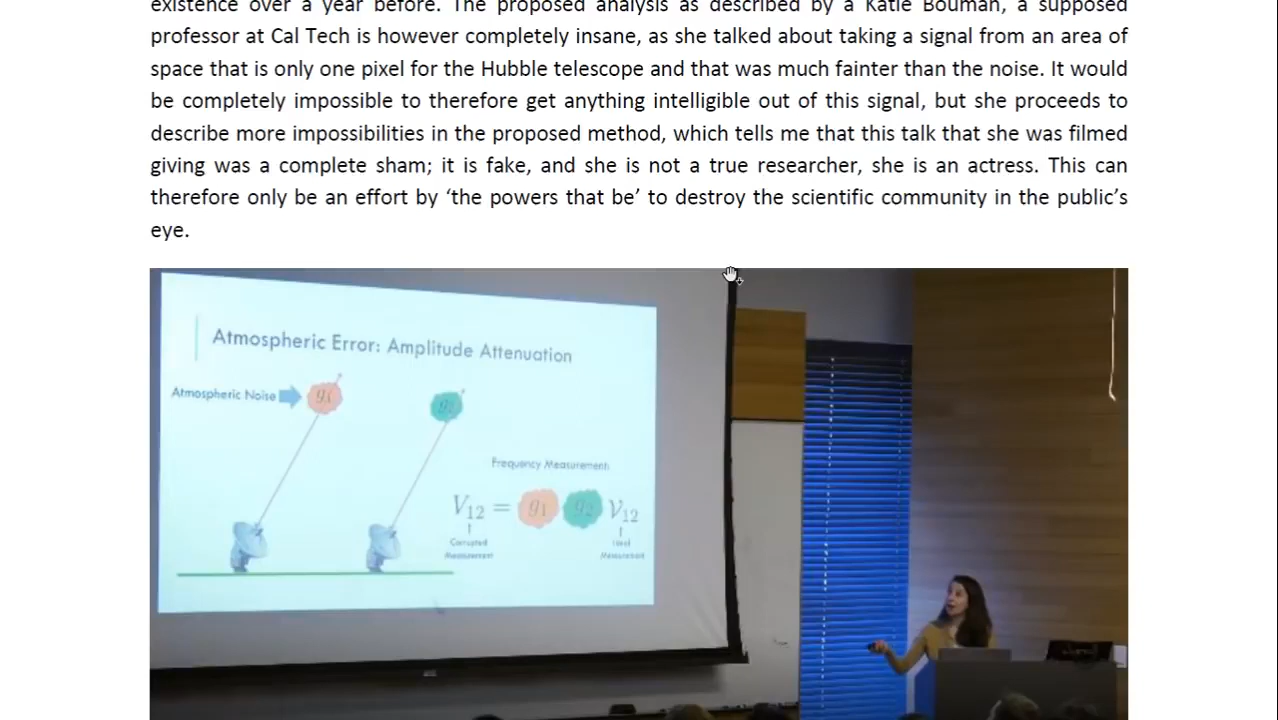 existence over a year before. The proposed analysis as described by a Katie Bouman, a supposed
professor at Cal Tech is however completely insane, as she talked about taking a signal from an area of
space that is only one pixel for the Hubble telescope and that was much fainter than the noise. It would
be completely impossible to therefore get anything intelligible out of this signal, but she proceeds to
describe more impossibilities in the proposed method, which tells me that this talk that she was filmed
giving was a complete sham; it is fake, and she is not a true researcher, she is an actress. This can
therefore only be an effort by ‘the powers that be’ to destroy the scientific community in the public’s
eye.
Atmospheric Error: Amplitude Attenuation
Atmospheric Noise
g1
g2
Frequency Measurements
V12 = g1 g2 V12
Corrupted
Measurement
Ideal
Measurement